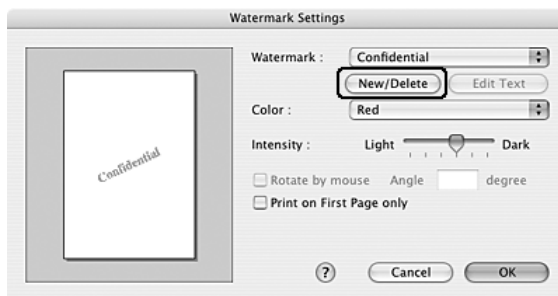 Watermark Settings
Watermark : Confidential
New/Delete Edit Text
Color : Red
Intensity : Light Dark
Rotate by mouse Angle degree
Print on First Page only
Confidential
? Cancel OK